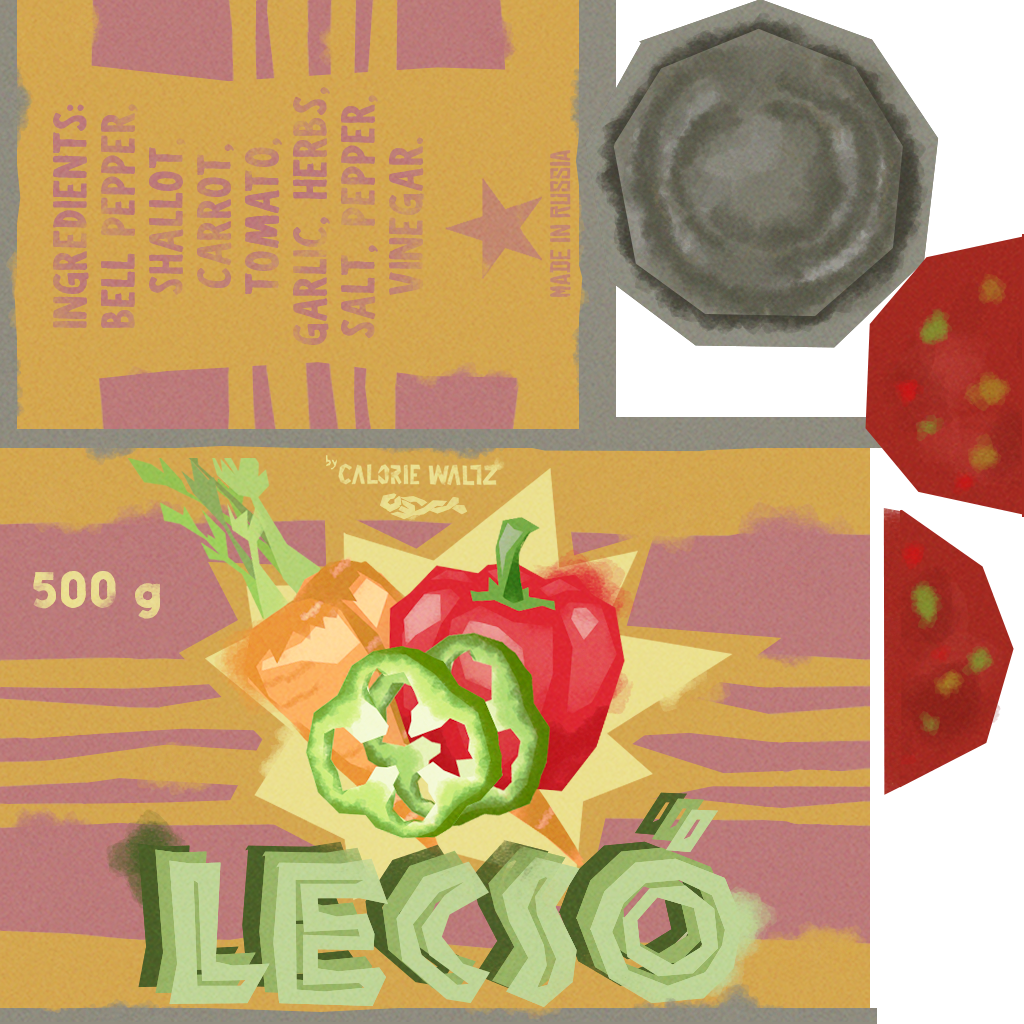 INGREDIENTS:
BELL PEPPER,
SHALLOT,
CARROT,
TOMATO,
GARLIC, HERBS,
SALT, PEPPER,
VINEGAR.
MADE IN RUSSIA
by CALORIE WALTZ
500 g
LECSÓ